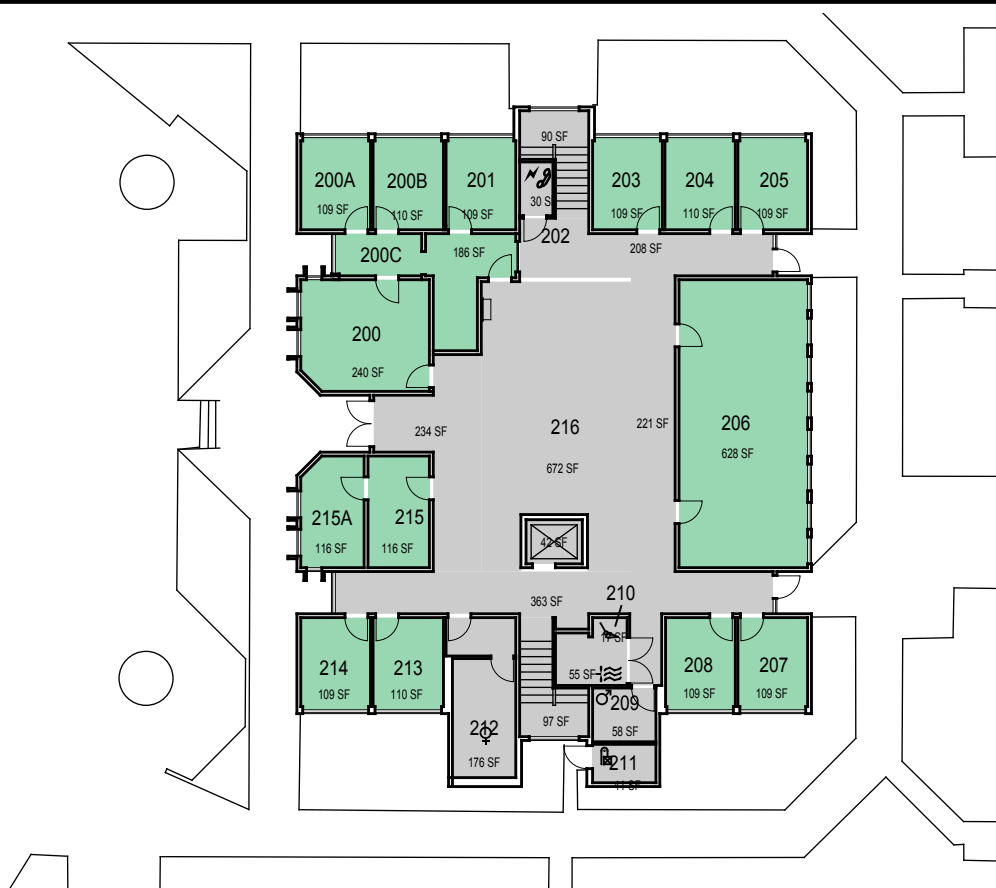 90 SF
200A
109 SF
200B
110 SF
201
109 SF
30 S
203
109 SF
204
110 SF
205
109 SF
202
208 SF
200C
186 SF
200
240 SF
234 SF
216
672 SF
221 SF
206
628 SF
215A
116 SF
215
116 SF
42 SF
363 SF
210
17 SF
214
109 SF
213
110 SF
55 SF
208
109 SF
207
109 SF
212
176 SF
97 SF
209
58 SF
211